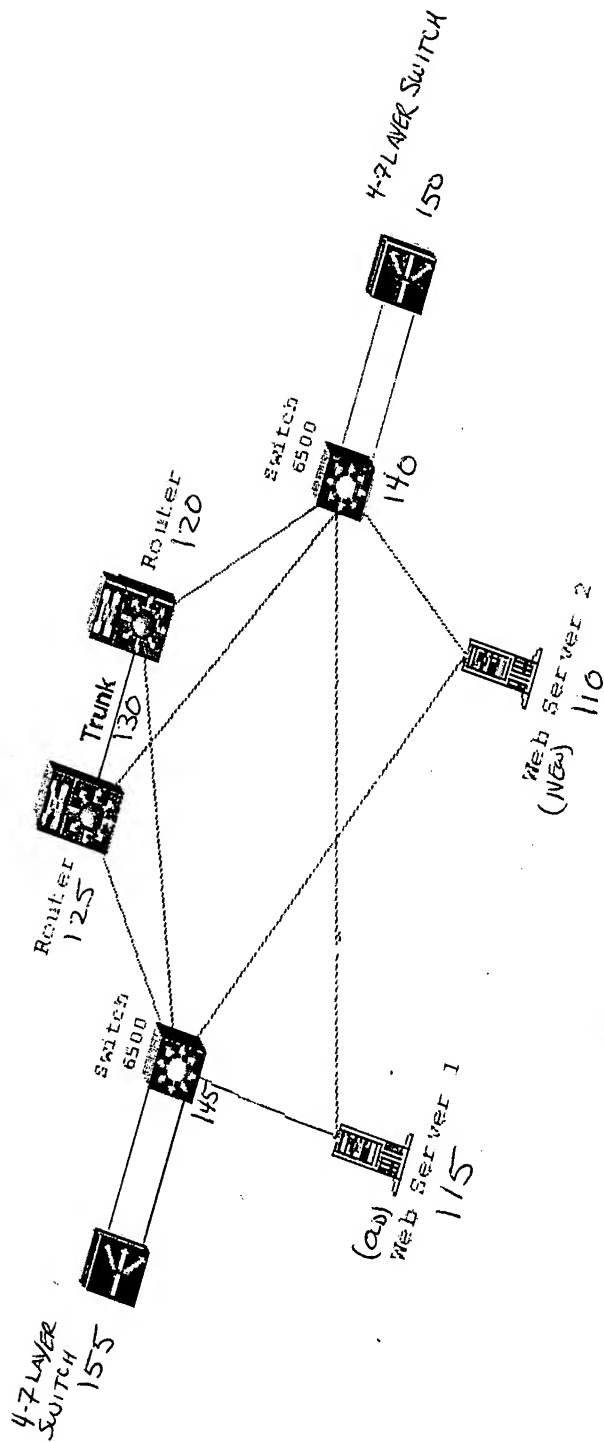 4-7 LAYER
SWITCH
155
Switch
6500
145
Router
125
Trunk
130
Router
120
Switch
6500
140
4-7 LAYER SWITCH
150
(OLD)
Web Server 1
115
Web Server 2
(NEW)
110